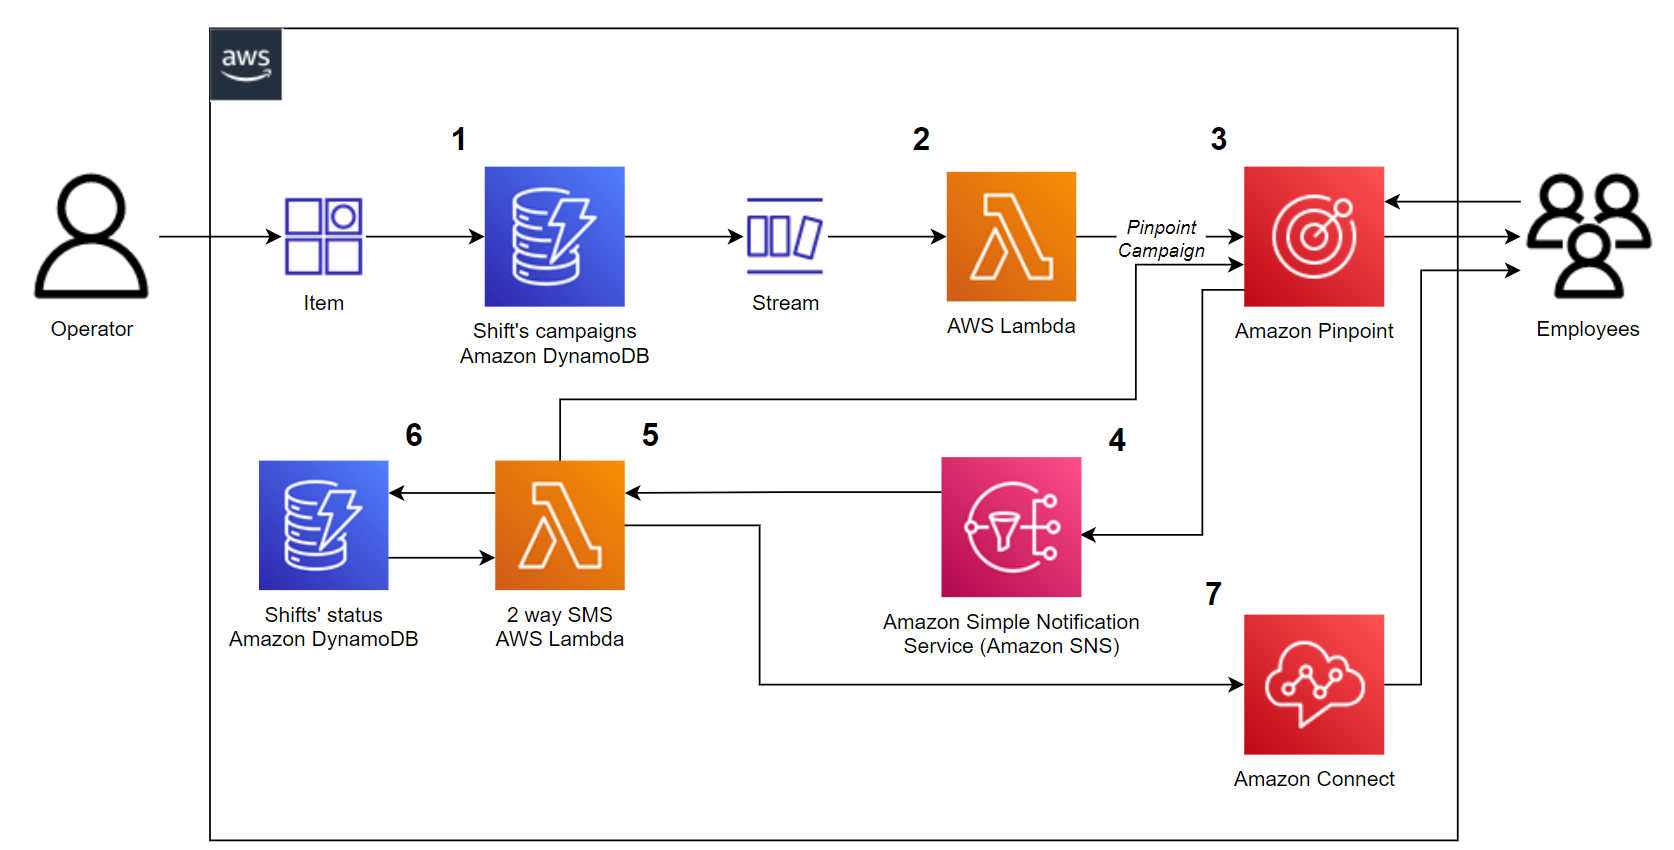 aws
1
2
3
Pinpoint
Campaign
Operator
Item
Shift's campaigns
Amazon DynamoDB
Stream
AWS Lambda
Amazon Pinpoint
Employees
6
5
4
Shifts' status
Amazon DynamoDB
2 way SMS
AWS Lambda
Amazon Simple Notification
Service (Amazon SNS)
7
Amazon Connect